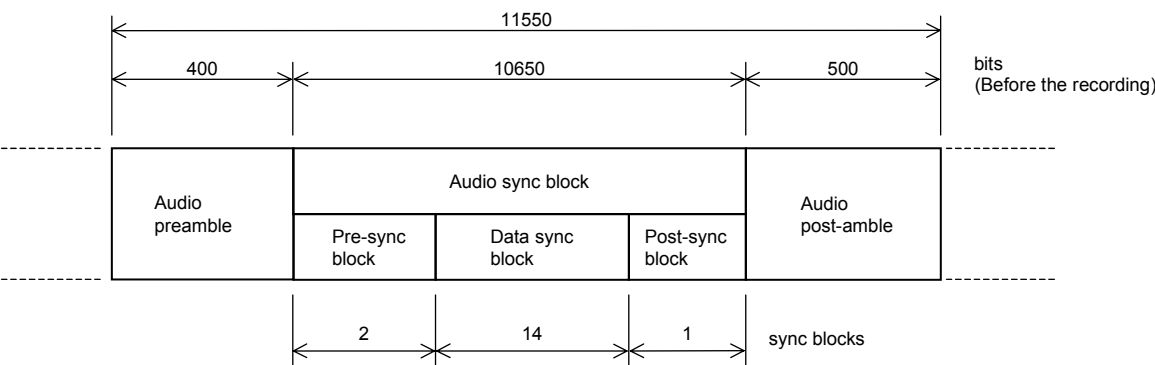 11550
400
10650
500
bits
(Before the recording)
Audio sync block
Audio
preamble
Audio
post-amble
Pre-sync
block
Data sync
block
Post-sync
block
2
14
1
sync blocks